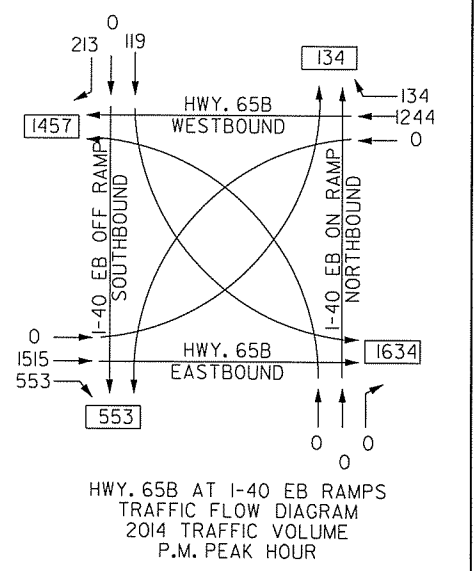 0
213
119
134
134
1244
0
HWY. 65B
WESTBOUND
1457
I-40 EB OFF RAMP
SOUTHBOUND
I-40 EB ON RAMP
NORTHBOUND
0
1515
553
HWY. 65B
EASTBOUND
1634
553
0
0
0
HWY. 65B AT I-40 EB RAMPS
TRAFFIC FLOW DIAGRAM
2014 TRAFFIC VOLUME
P.M. PEAK HOUR